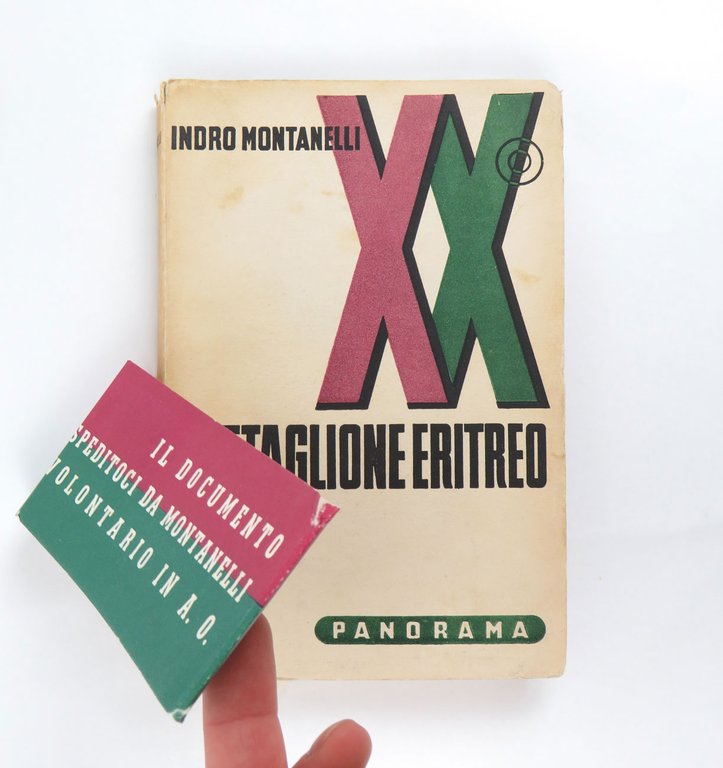 INDRO MONTANELLI
XX
TAGLIONE ERITREO
PANORAMA
IL DOCUMENTO
SPEDITOCI DA MONTANELLI
VOLONTARIO IN A. O.